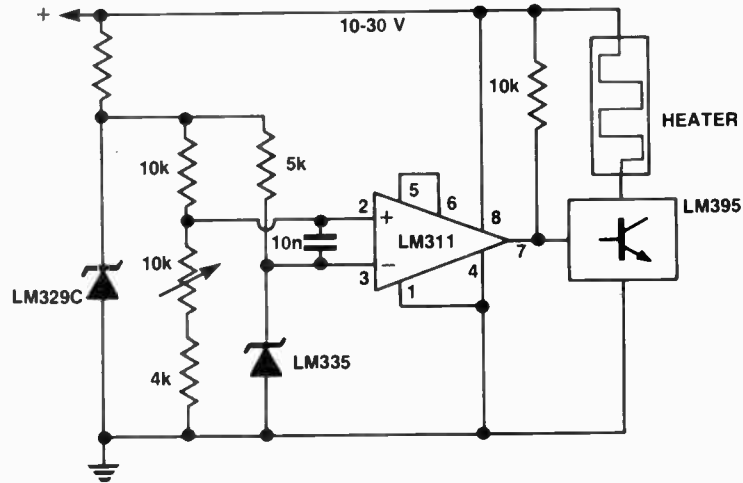 +
10-30 V
10k
HEATER
10k
5k
5
6
2
8
LM395
+
10n
LM311
7
10k
−
3
4
1
LM329C
LM335
4k